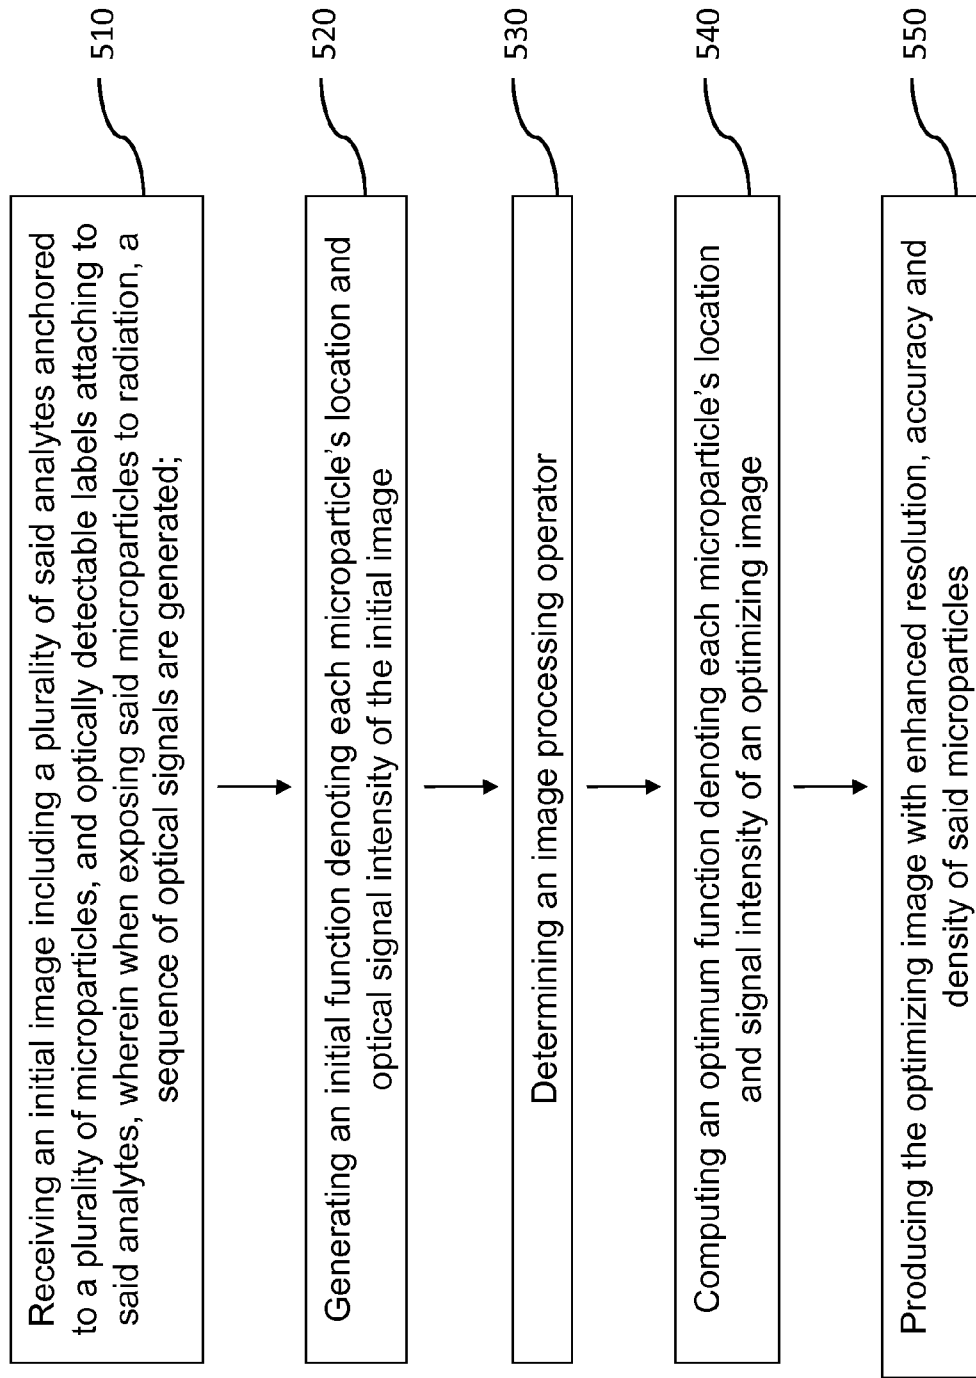 Receiving an initial image including a plurality of said analytes anchored
to a plurality of microparticles, and optically detectable labels attaching to
said analytes, wherein when exposing said microparticles to radiation, a
sequence of optical signals are generated;
510
Generating an initial function denoting each microparticle's location and
optical signal intensity of the initial image
520
Determining an image processing operator
530
Computing an optimum function denoting each microparticle's location
and signal intensity of an optimizing image
540
Producing the optimizing image with enhanced resolution, accuracy and
density of said microparticles
550